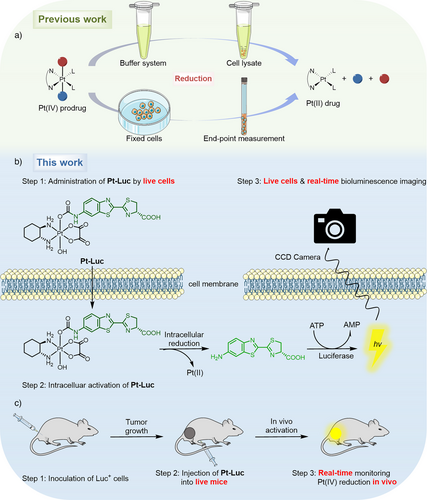 Previous work
a)
N
N
Pt
L
L
Pt(IV) prodrug
Buffer system
Cell lysate
Reduction
Fixed cells
End-point measurement
N
N
Pt
L
L
+
+
Pt(II) drug
b)
This work
Step 1: Administration of Pt-Luc by live cells
Step 3: Live cells & real-time bioluminescence imaging
Pt-Luc
CCD Camera
cell membrane
Intracellular
reduction
Pt(II)
ATP
AMP
Luciferase
hv
Step 2: Intracelluar activation of Pt-Luc
c)
Tumor
growth
In vivo
activation
Step 1: Inoculation of Luc+ cells
Step 2: Injection of Pt-Luc
into live mice
Step 3: Real-time monitoring
Pt(IV) reduction in vivo